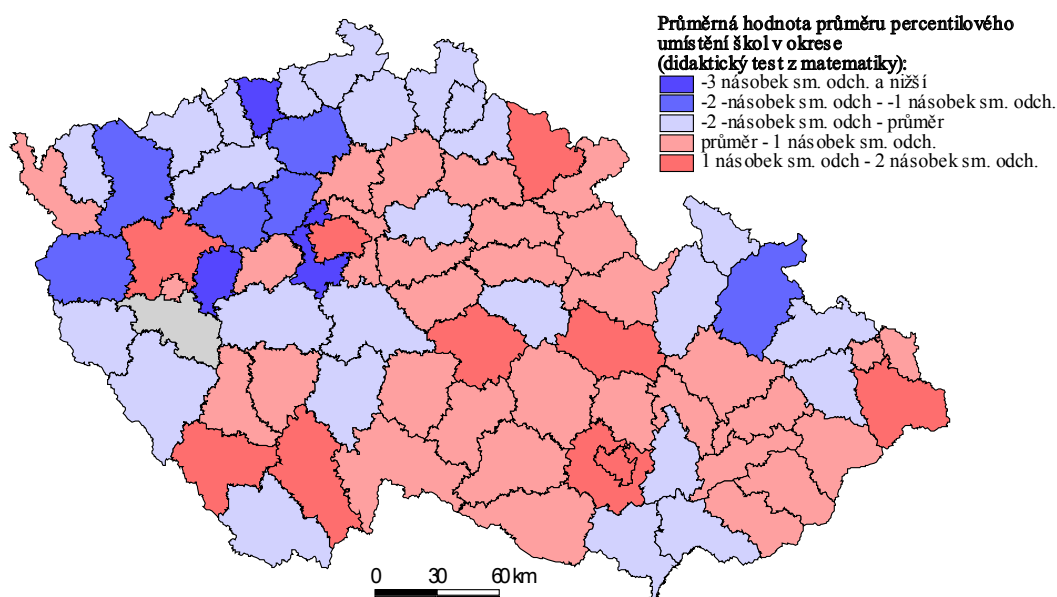 Průměrná hodnota průměru percentilového
umístění škol v okrese
(didaktický test z matematiky):
-3 násobek sm. odch. a nižší
-2 -násobek sm. odch - -1 násobek sm. odch.
-2 -násobek sm. odch - průměr
průměr - 1 násobek sm. odch.
1 násobek sm. odch - 2 násobek sm. odch.
0 30 60 km